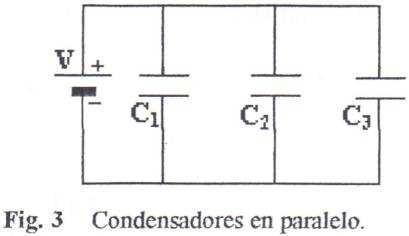 V + 
−
C₁ C₂ C₃
Fig. 3 Condensadores en paralelo.